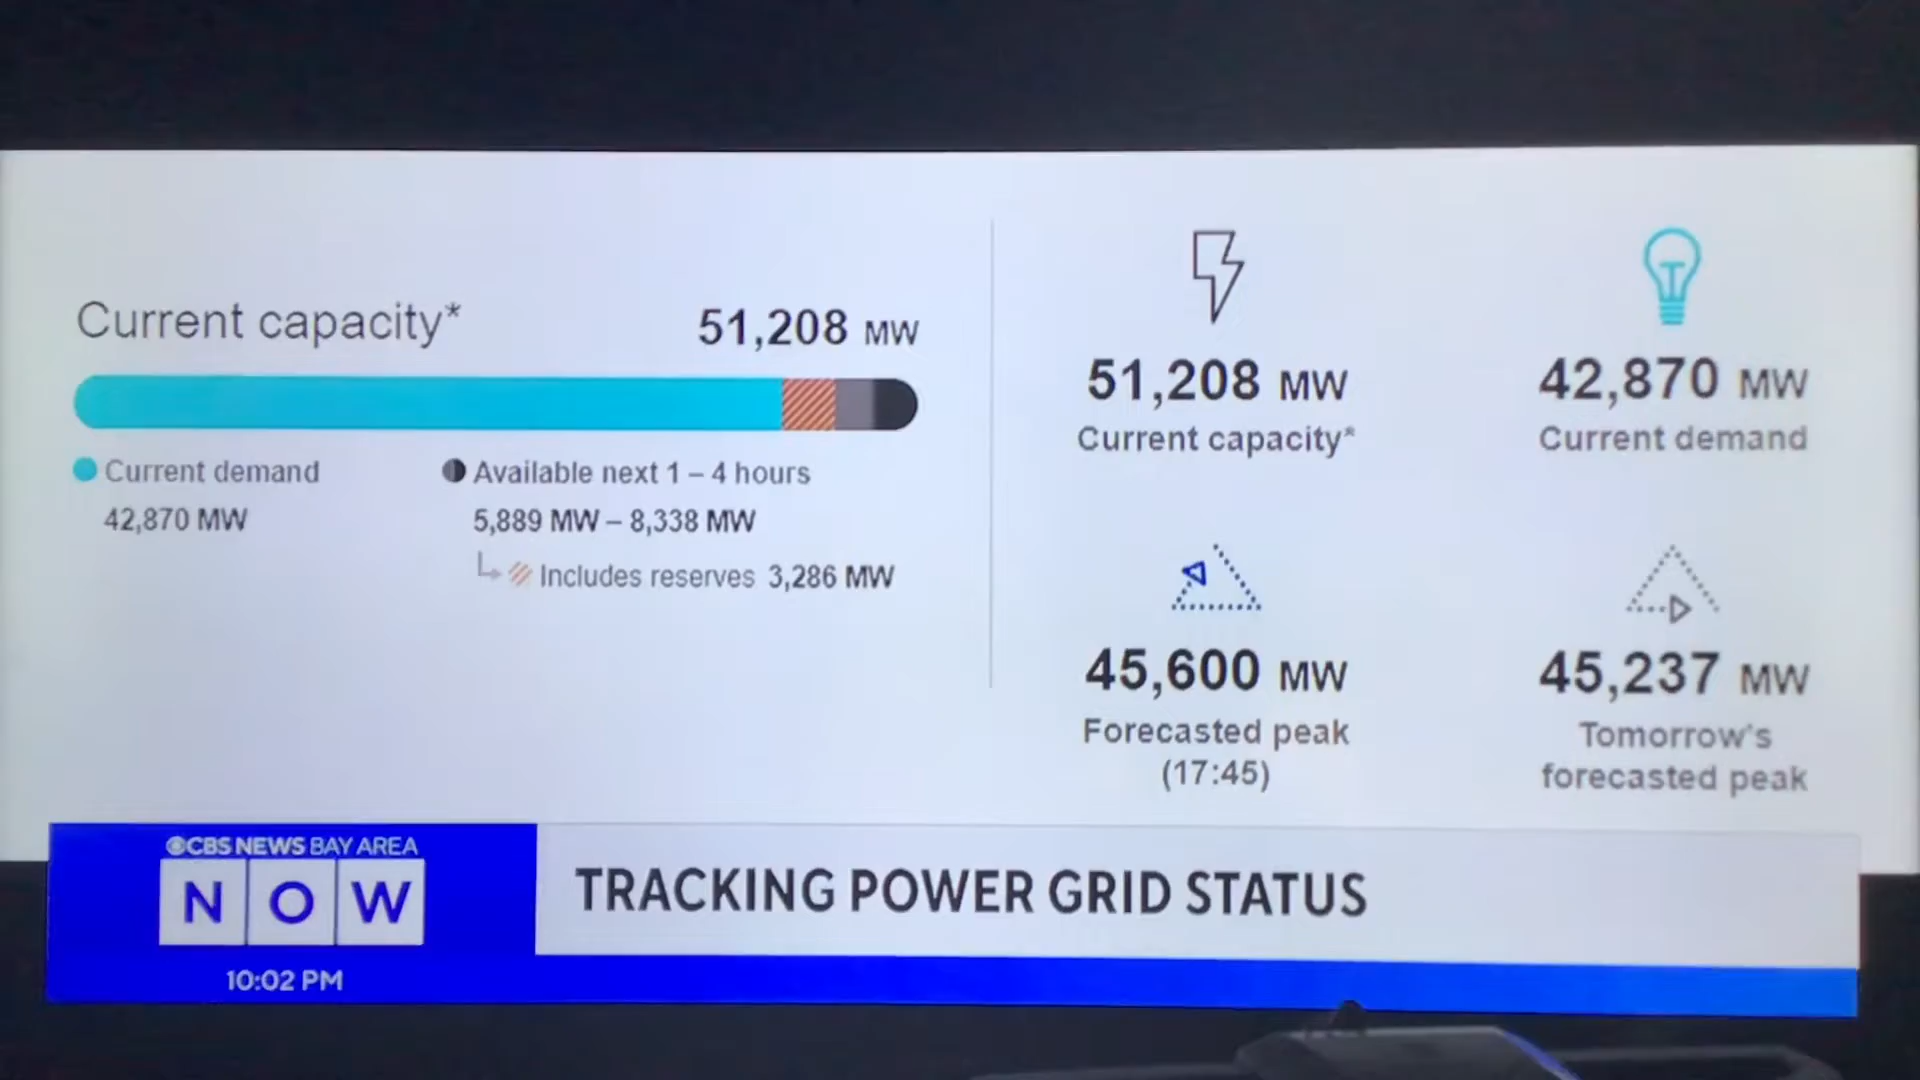 Current capacity* 51,208 MW
Current demand
42,870 MW
Available next 1 – 4 hours
5,889 MW – 8,338 MW
Includes reserves 3,286 MW
51,208 MW
Current capacity*
42,870 MW
Current demand
45,600 MW
Forecasted peak
(17:45)
45,237 MW
Tomorrow's
forecasted peak
CBS NEWS BAY AREA
NOW
10:02 PM
TRACKING POWER GRID STATUS